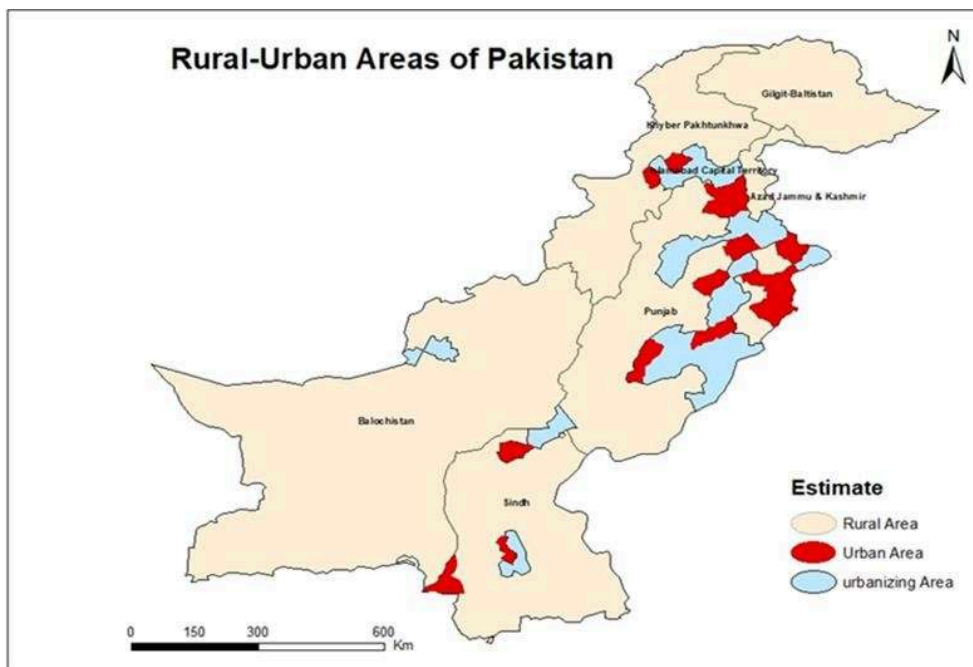 Rural-Urban Areas of Pakistan
N
Gilgit-Baltistan
Khyber Pakhtunkhwa
Islamabad Capital Territory
Azad Jammu & Kashmir
Punjab
Balochistan
Sindh
Estimate
Rural Area
Urban Area
urbanizing Area
0 150 300 600
Km